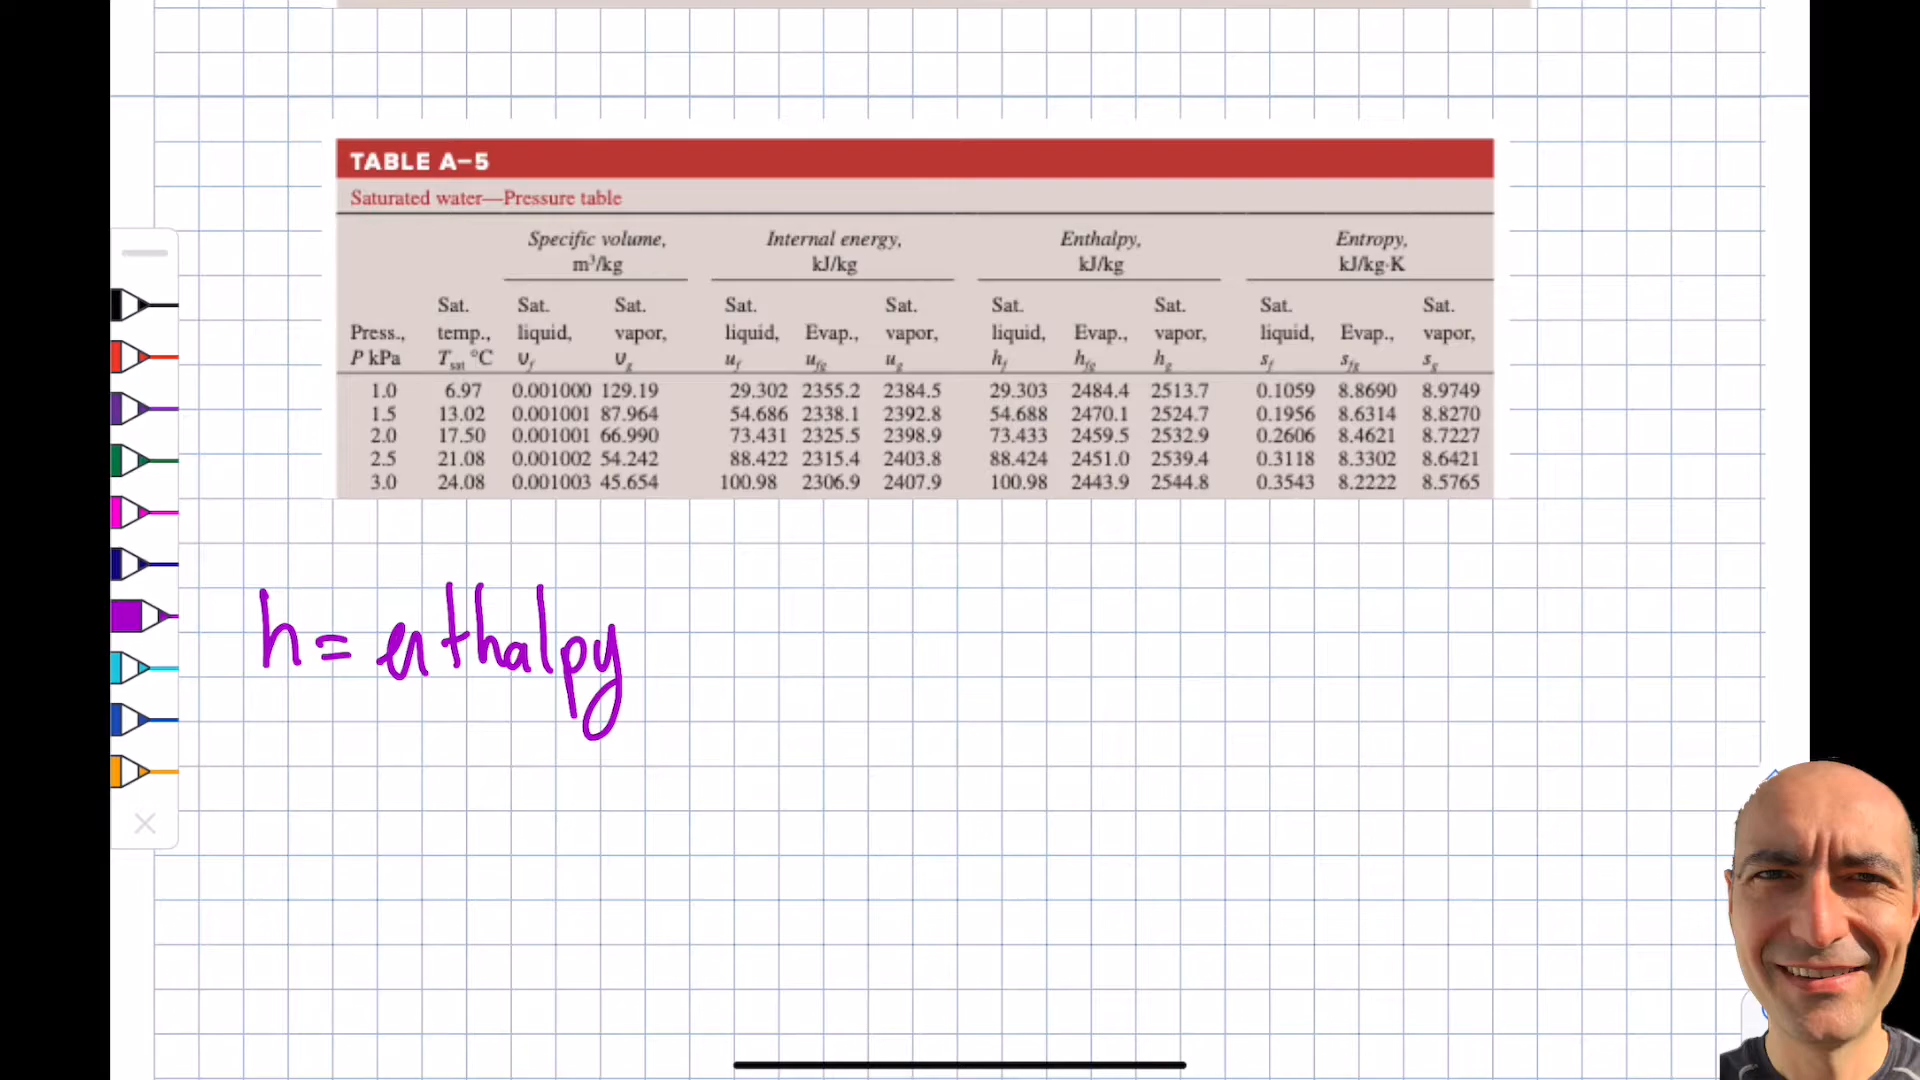 TABLE A–5
Saturated water—Pressure table
Specific volume, Internal energy, Enthalpy, Entropy,
m³/kg kJ/kg kJ/kg kJ/kg·K
Sat. Sat. Sat. Sat. Sat. Sat. Sat. Sat. Sat.
Press., temp., liquid, vapor, liquid, Evap., vapor, liquid, Evap., vapor, liquid, Evap., vapor,
P kPa Tsat °C υf υg uf ufg ug hf hfg hg sf sfg sg
1.0 6.97 0.001000 129.19 29.302 2355.2 2384.5 29.303 2484.4 2513.7 0.1059 8.8690 8.9749
1.5 13.02 0.001001 87.964 54.686 2338.1 2392.8 54.688 2470.1 2524.7 0.1956 8.6314 8.8270
2.0 17.50 0.001001 66.990 73.431 2325.5 2398.9 73.433 2459.5 2532.9 0.2606 8.4621 8.7227
2.5 21.08 0.001002 54.242 88.422 2315.4 2403.8 88.424 2451.0 2539.4 0.3118 8.3302 8.6421
3.0 24.08 0.001003 45.654 100.98 2306.9 2407.9 100.98 2443.9 2544.8 0.3543 8.2222 8.5765
h = enthalpy